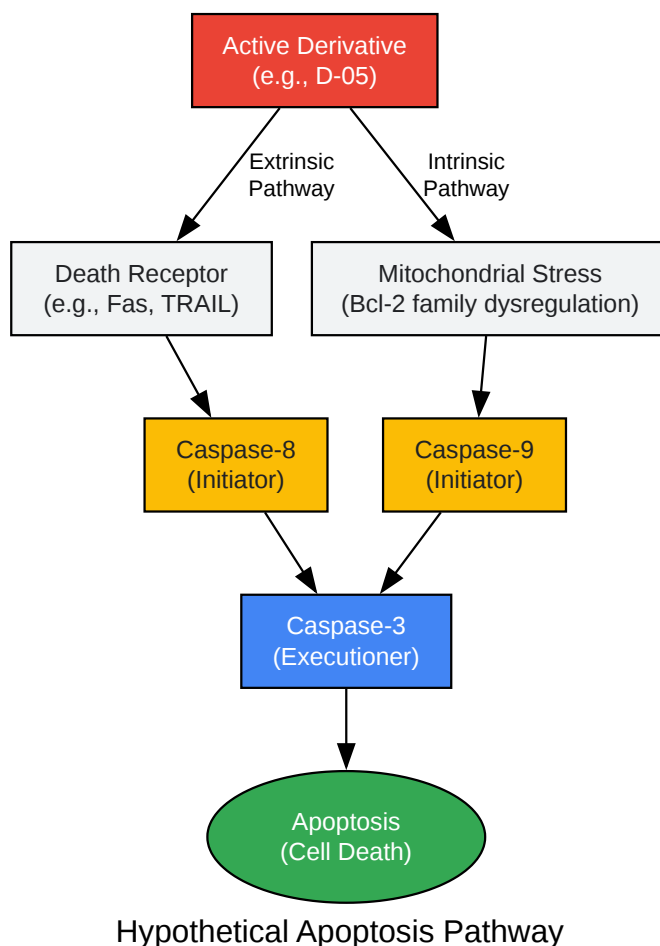 Active Derivative
(e.g., D-05)
Extrinsic
Pathway
Intrinsic
Pathway
Death Receptor
(e.g., Fas, TRAIL)
Mitochondrial Stress
(Bcl-2 family dysregulation)
Caspase-8
(Initiator)
Caspase-9
(Initiator)
Caspase-3
(Executioner)
Apoptosis
(Cell Death)
Hypothetical Apoptosis Pathway